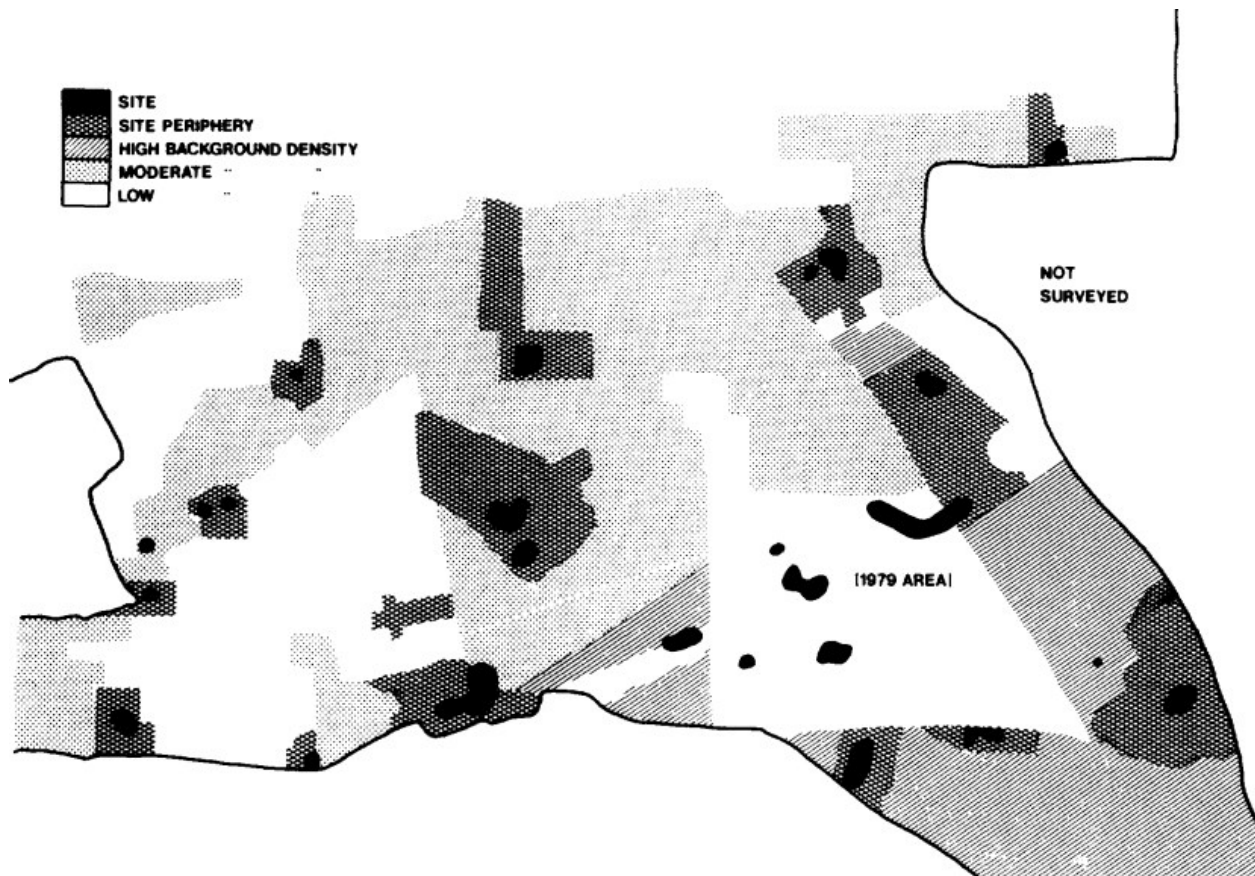 SITE
SITE PERIPHERY
HIGH BACKGROUND DENSITY
MODERATE " "
LOW " "
NOT
SURVEYED
[1979 AREA]